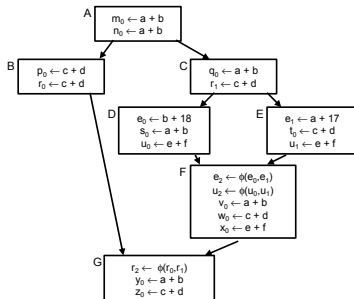 A
m₀ ← a + b
n₀ ← a + b
B
p₀ ← c + d
r₀ ← c + d
C
q₀ ← a + b
r₁ ← c + d
D
e₀ ← b + 18
s₀ ← a + b
u₀ ← e + f
E
e₁ ← a + 17
t₀ ← c + d
u₁ ← e + f
F
e₂ ← ϕ(e₀,e₁)
u₂ ← ϕ(u₀,u₁)
v₀ ← a + b
w₀ ← c + d
x₀ ← e + f
G
r₂ ← ϕ(r₀,r₁)
y₀ ← a + b
z₀ ← c + d